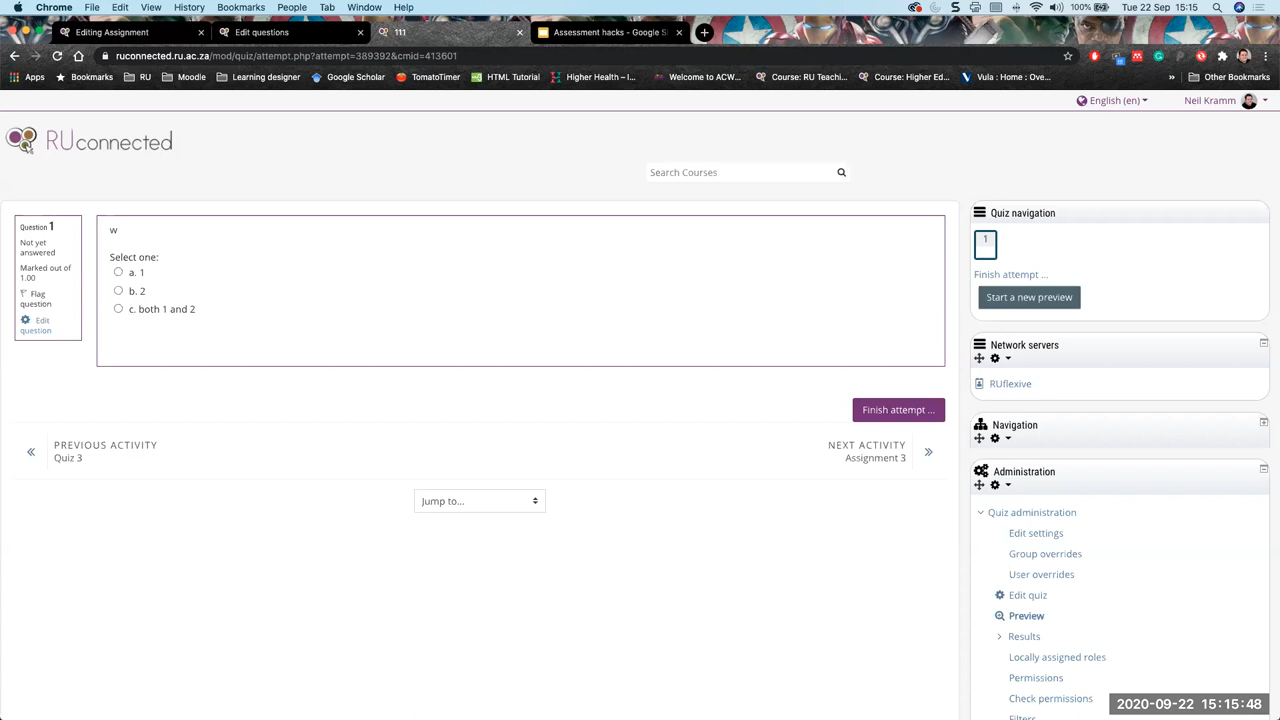 Chrome File Edit View History Bookmarks People Tab Window Help 100% Tue 22 Sep 15:15
Editing Assignment Edit questions 111 Assessment hacks - Google Sl
ruconnected.ru.ac.za/mod/quiz/attempt.php?attempt=389392&cmid=413601
Apps Bookmarks RU Moodle Learning designer Google Scholar TomatoTimer HTML Tutorial Higher Health – I... Welcome to ACW... Course: RU Teachi... Course: Higher Ed... Vula : Home : Ove... » Other Bookmarks
English (en) Neil Kramm
RUconnected
Search Courses
Question 1
Not yet
answered
Marked out of
1.00
Flag
question
Edit
question
w
Select one:
a. 1
b. 2
c. both 1 and 2
Finish attempt ...
PREVIOUS ACTIVITY
Quiz 3
NEXT ACTIVITY
Assignment 3
Jump to...
Quiz navigation
1
Finish attempt ...
Start a new preview
Network servers
RUflexive
Navigation
Administration
Quiz administration
Edit settings
Group overrides
User overrides
Edit quiz
Preview
Results
Locally assigned roles
Permissions
Check permissions
Filters
2020-09-22 15:15:48